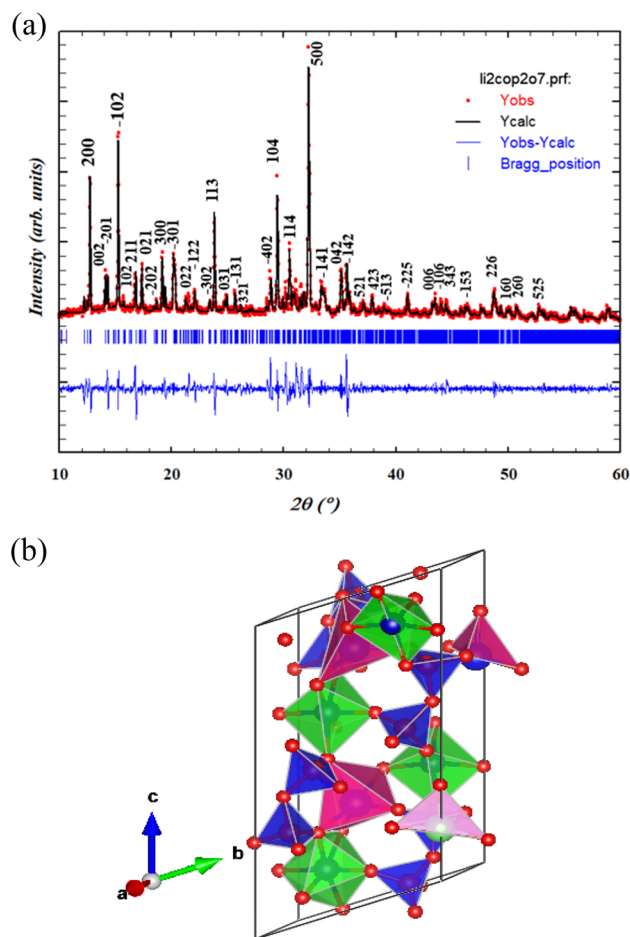 (a)
500
-102
200
104
113
114
002
-201
102
211
021
-202
300
-301
022
-122
-302
031
-131
-321
-402
-141
042
-142
521
423
-513
-225
006
-106
343
-153
226
160
260
525
li2cop2o7.prf:
Yobs
Ycalc
Yobs-Ycalc
Bragg_position
Intensity (arb. units)
10 20 30 40 50 60
2θ (°)
(b)
c
b
a